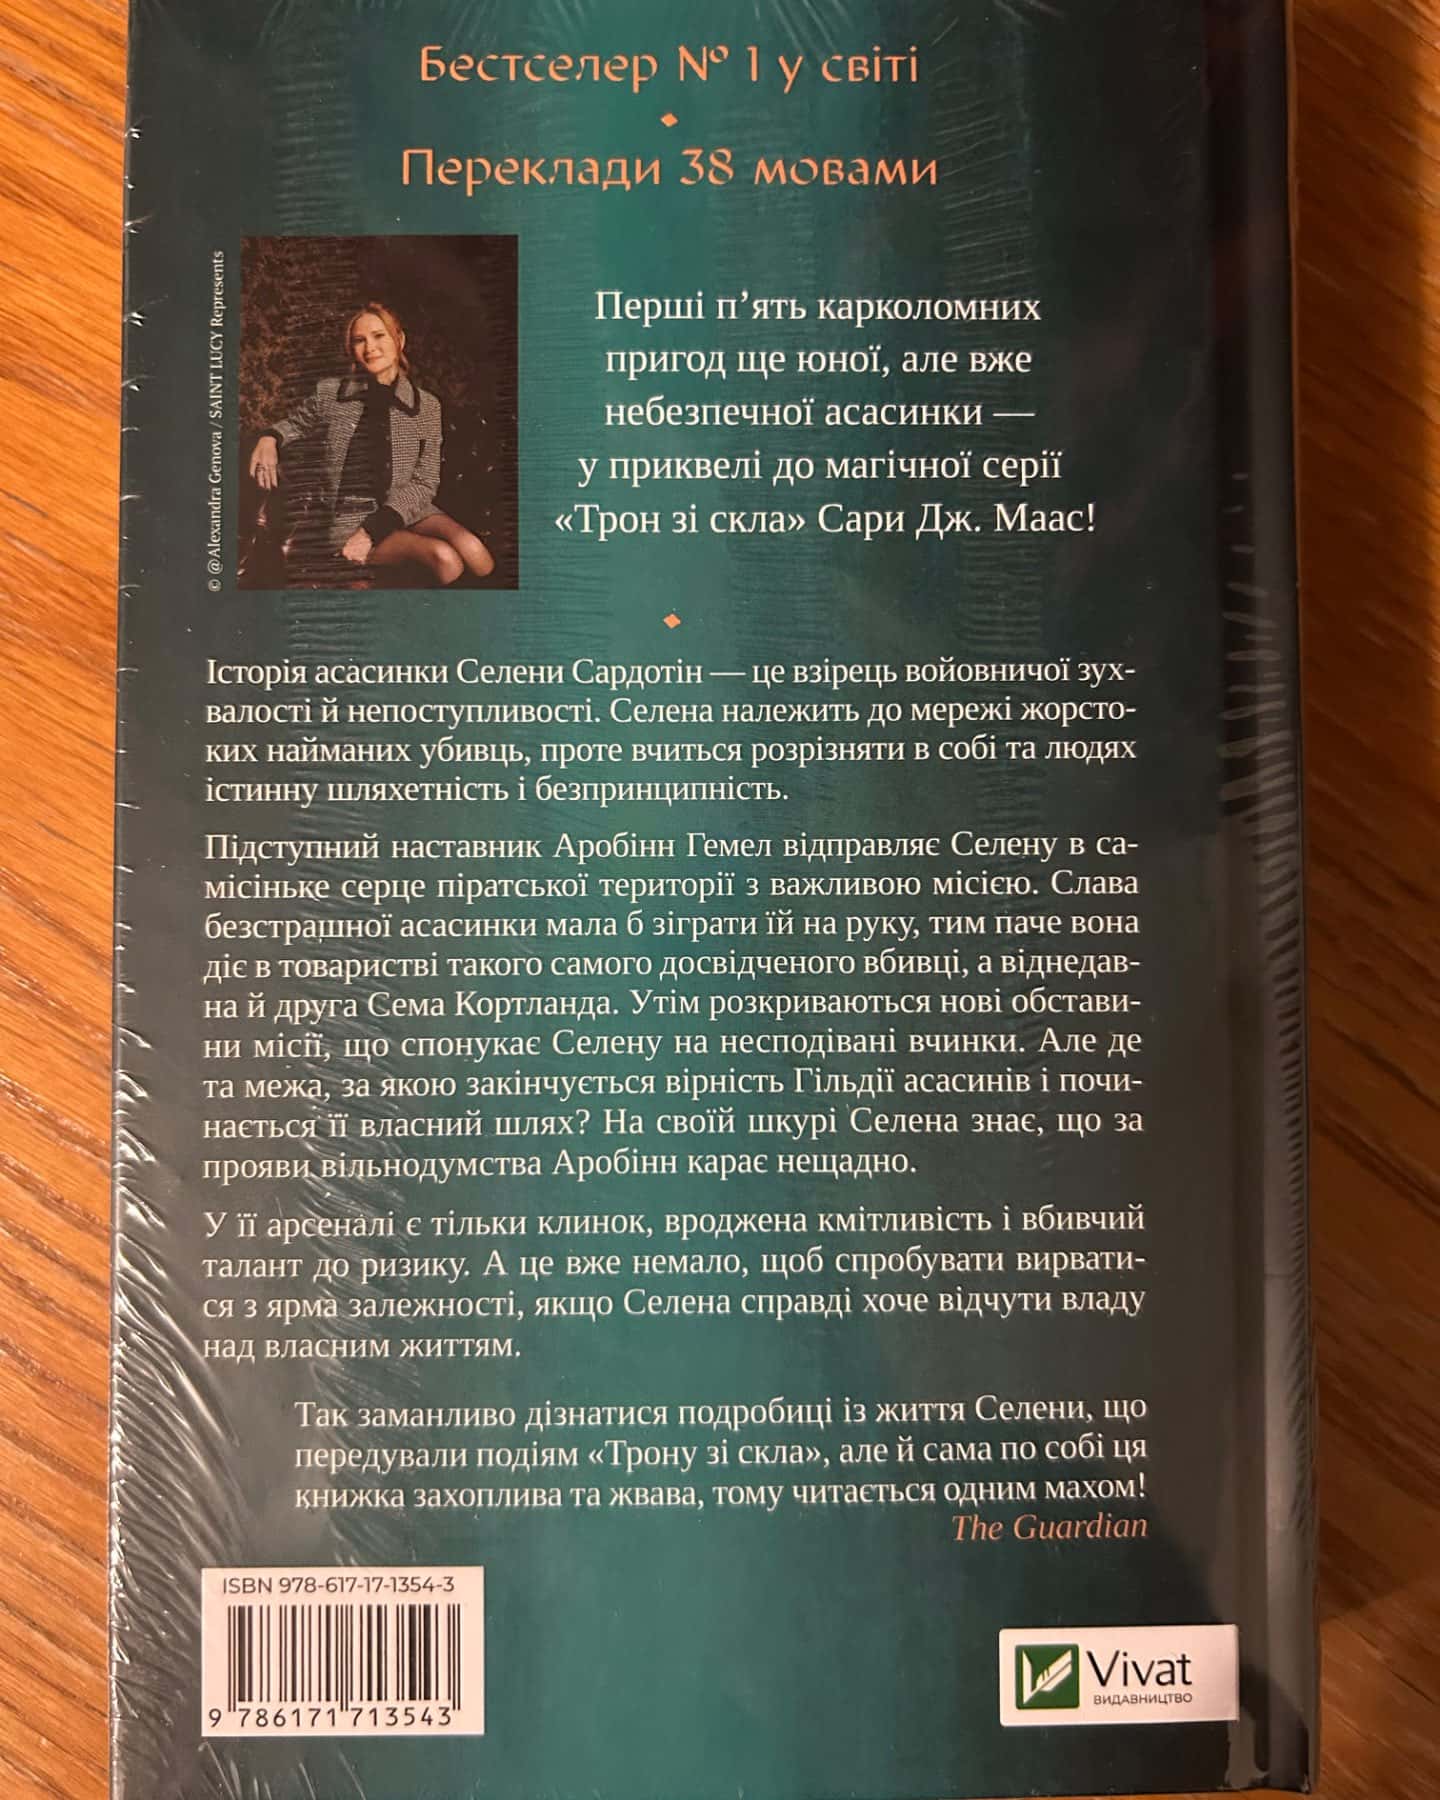 Бестселер № 1 у світі
Переклади 38 мовами
© @Alexandra Genova / SAINT LUCY Represents
Перші п’ять карколомних
пригод ще юної, але вже
небезпечної асасинки —
у приквелі до магічної серії
«Трон зі скла» Сари Дж. Маас!
Історія асасинки Селени Сардотін — це взірець войовничої зух-
валості й непоступливості. Селена належить до мережі жорсто-
ких найманих убивць, проте вчиться розрізняти в собі та людях
істинну шляхетність і безпринципність.
Підступний наставник Аробінн Гемел відправляє Селену в са-
місіньке серце піратської території з важливою місією. Слава
безстрашної асасинки мала б зіграти їй на руку, тим паче вона
діє в товаристві такого самого досвідченого вбивці, а віднедав-
на й друга Сема Кортланда. Утім розкриваються нові обстави-
ни місії, що спонукає Селену на несподівані вчинки. Але де
та межа, за якою закінчується вірність Гільдії асасинів і почи-
нається її власний шлях? На своїй шкурі Селена знає, що за
прояви вільнодумства Аробінн карає нещадно.
У її арсеналі є тільки клинок, вроджена кмітливість і вбивчий
талант до ризику. А це вже немало, щоб спробувати вирвати-
ся з ярма залежності, якщо Селена справді хоче відчути владу
над власним життям.
Так заманливо дізнатися подробиці із життя Селени, що
передували подіям «Трону зі скла», але й сама по собі ця
книжка захоплива та жвава, тому читається одним махом!
The Guardian
ISBN 978-617-17-1354-3
9 786171 713543
Vivat
ВИДАВНИЦТВО